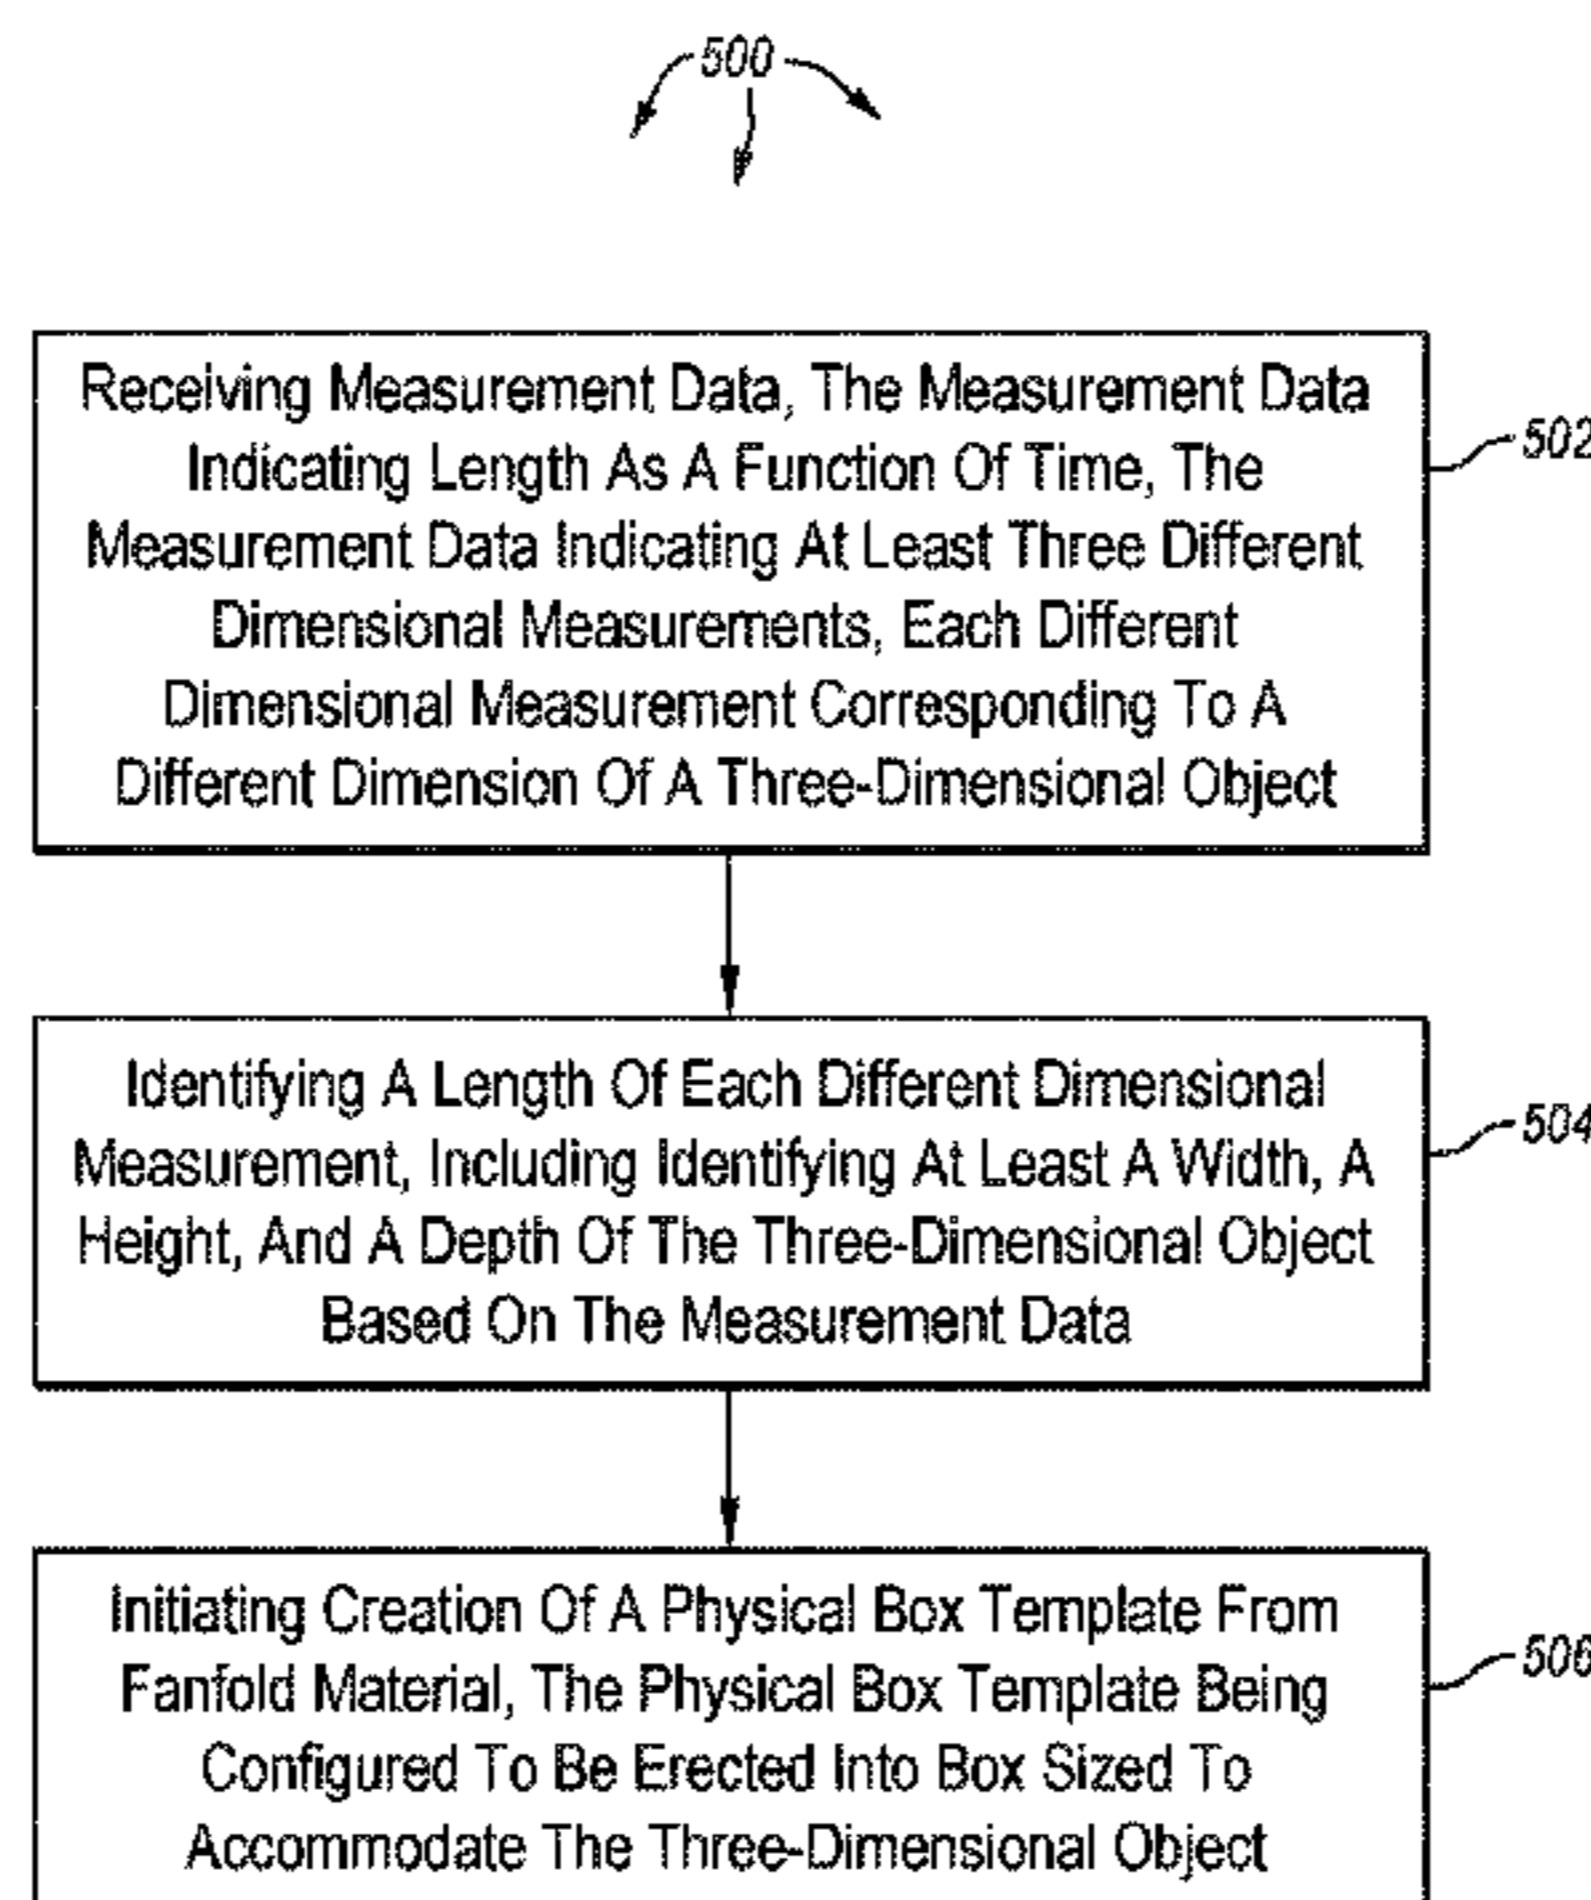 500
Receiving Measurement Data, The Measurement Data
Indicating Length As A Function Of Time, The
Measurement Data Indicating At Least Three Different
Dimensional Measurements, Each Different
Dimensional Measurement Corresponding To A
Different Dimension Of A Three-Dimensional Object
502
Identifying A Length Of Each Different Dimensional
Measurement, Including Identifying At Least A Width, A
Height, And A Depth Of The Three-Dimensional Object
Based On The Measurement Data
504
Initiating Creation Of A Physical Box Template From
Fanfold Material, The Physical Box Template Being
Configured To Be Erected Into Box Sized To
Accommodate The Three-Dimensional Object
506